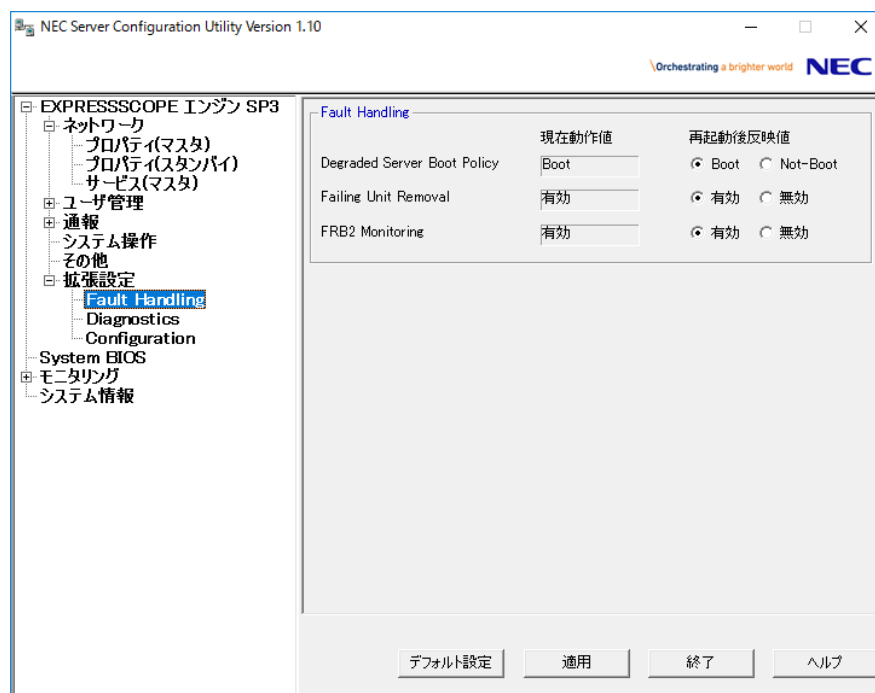 NEC Server Configuration Utility Version 1.10
\Orchestrating a brighter world NEC
EXPRESSSCOPE エンジン SP3
ネットワーク
プロパティ(マスタ)
プロパティ(スタンバイ)
サービス(マスタ)
ユーザ管理
通報
システム操作
その他
拡張設定
Fault Handling
Diagnostics
Configuration
System BIOS
モニタリング
システム情報
Fault Handling
現在動作値 再起動後反映値
Degraded Server Boot Policy Boot Boot Not-Boot
Failing Unit Removal 有効 有効 無効
FRB2 Monitoring 有効 有効 無効
デフォルト設定 適用 終了 ヘルプ